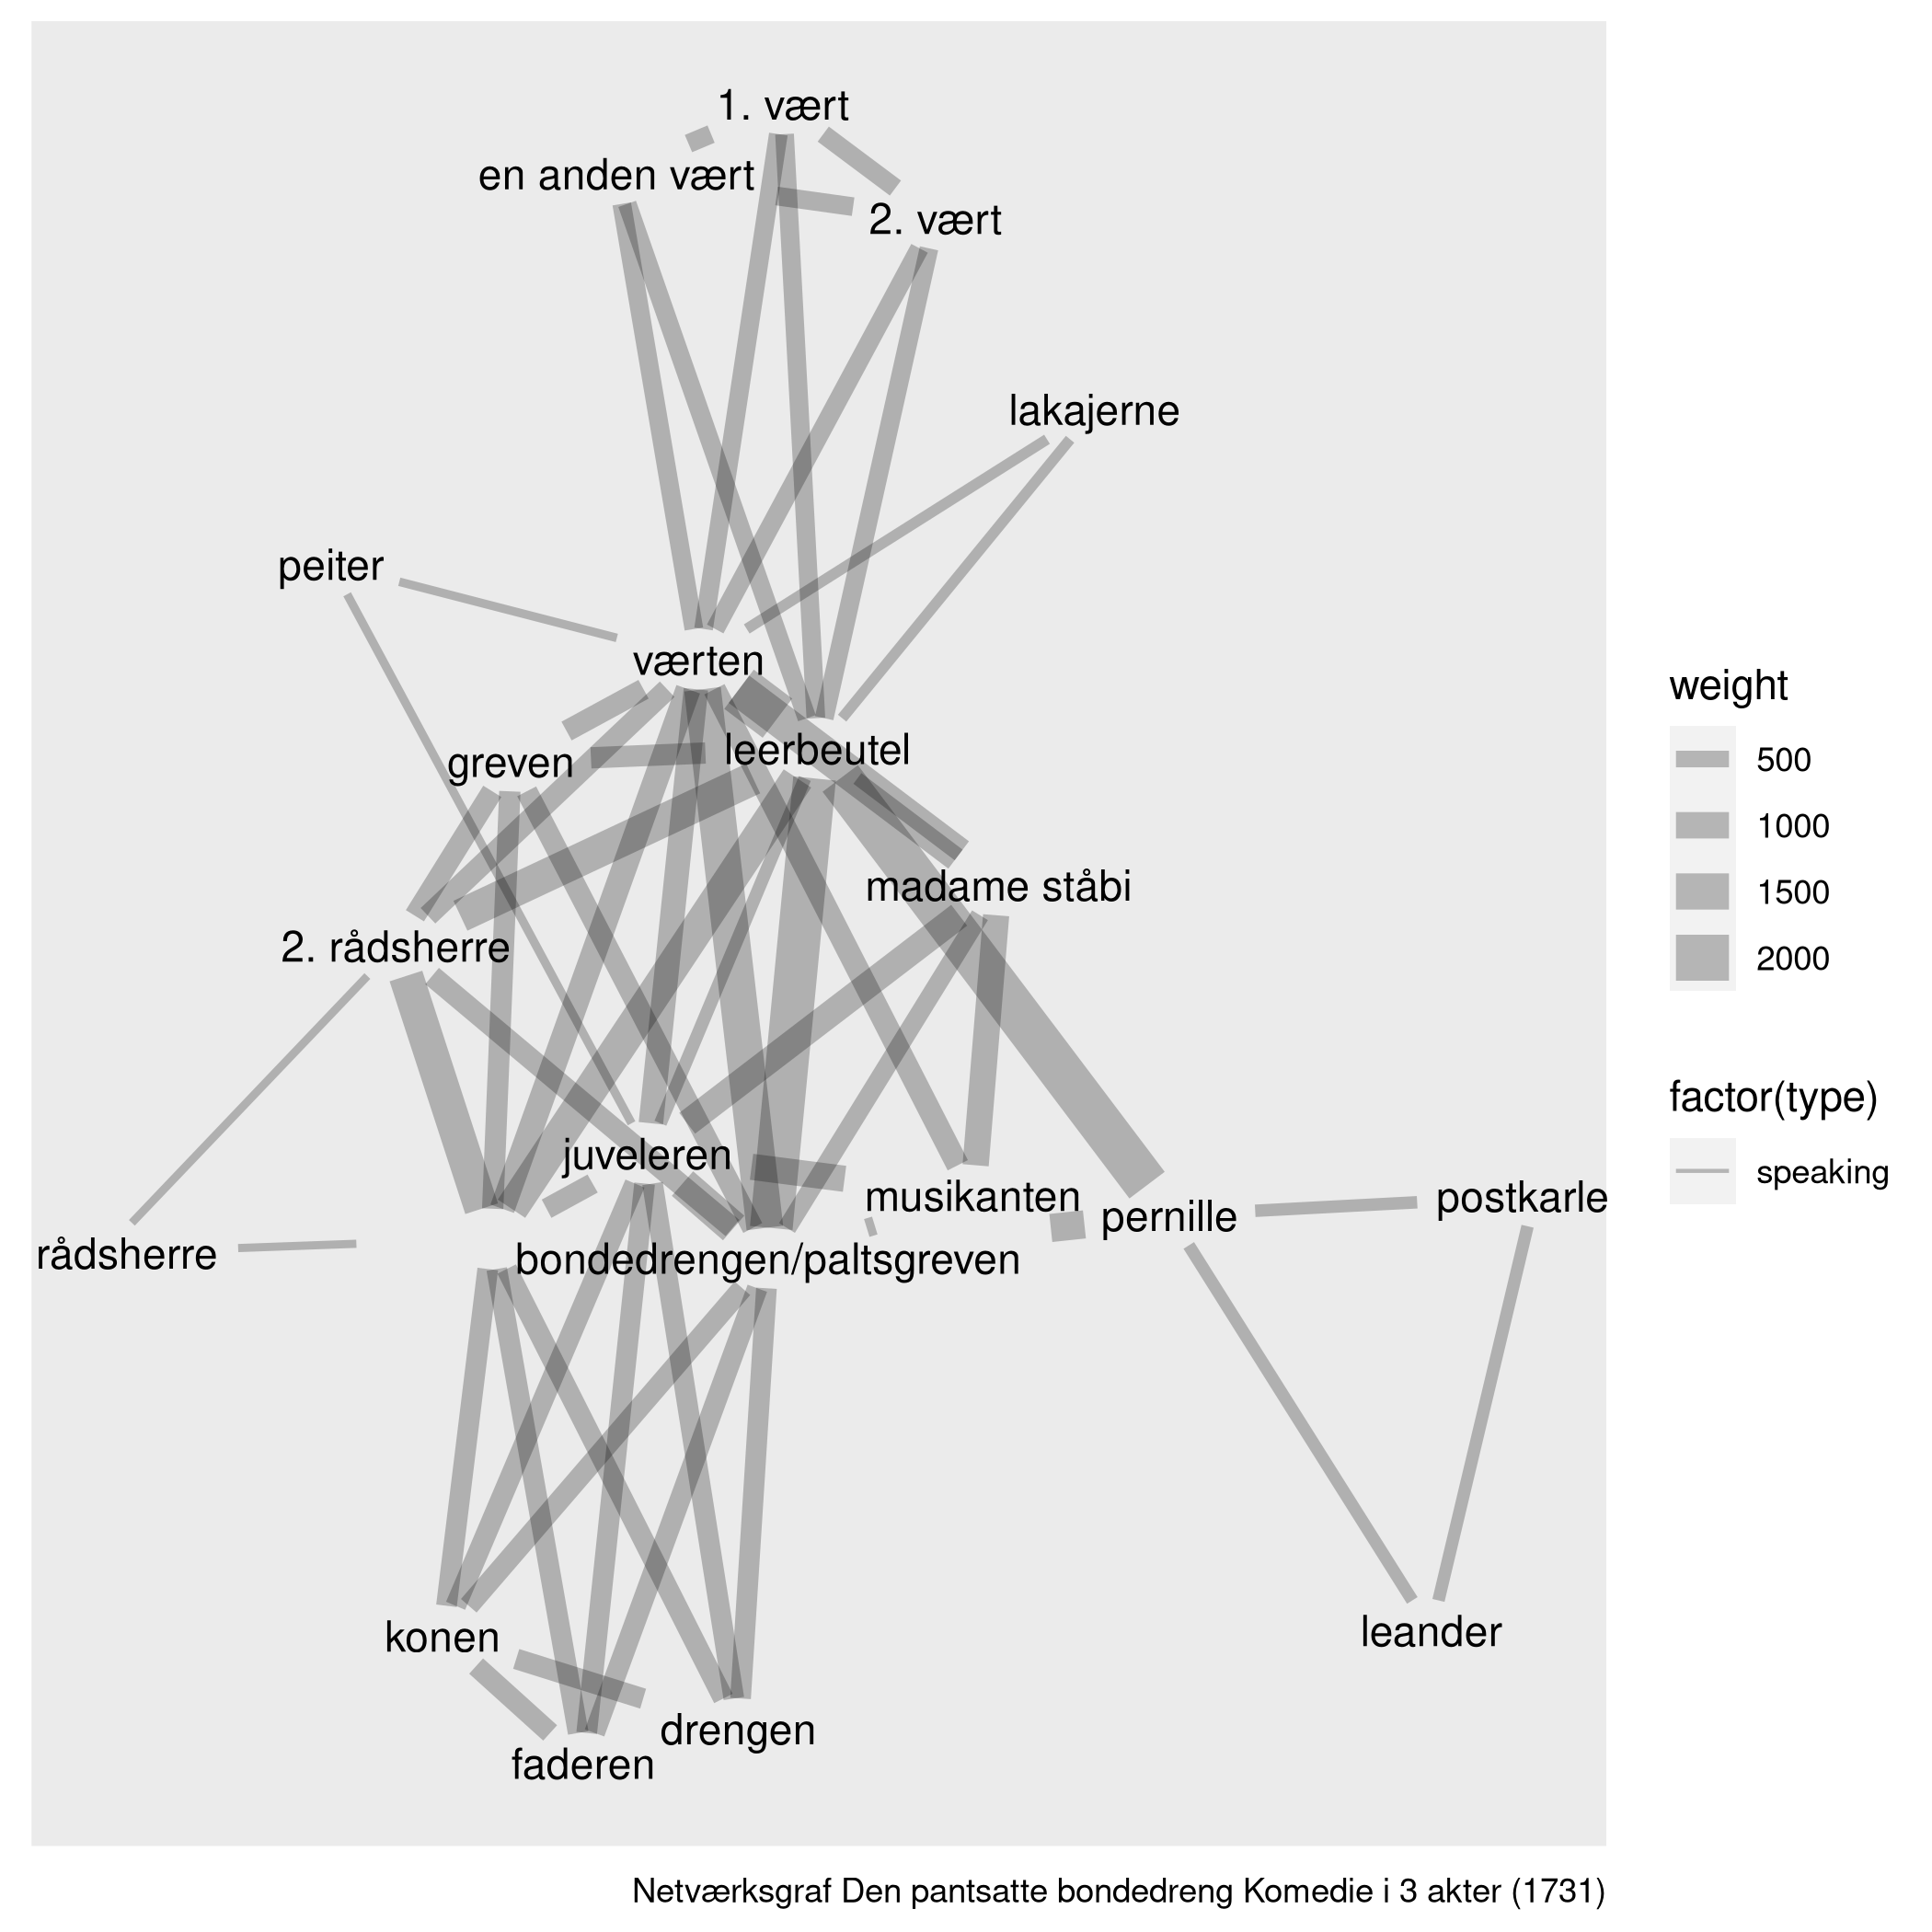 1. vært
en anden vært
2. vært
lakajerne
peiter
værten
leerbeutel
greven
madame ståbi
2. rådsherre
juveleren
musikanten
pernille
postkarle
rådsherre
bondedrengen/paltsgreven
konen
leander
drengen
faderen
weight
500
1000
1500
2000
factor(type)
speaking
Netværksgraf Den pantsatte bondedreng Komedie i 3 akter (1731)